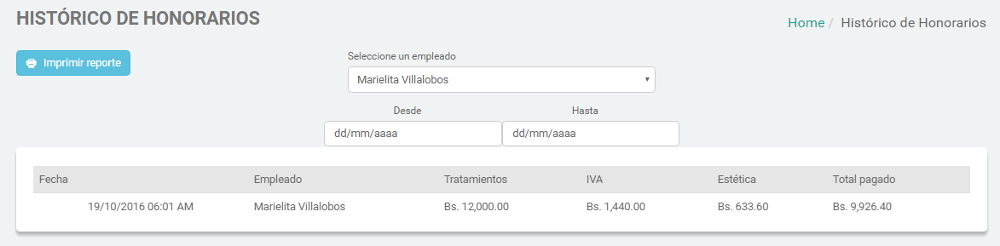 HISTÓRICO DE HONORARIOS
Home / Histórico de Honorarios
Imprimir reporte
Seleccione un empleado
Marielita Villalobos
Desde Hasta
dd/mm/aaaa dd/mm/aaaa
Fecha Empleado Tratamientos IVA Estética Total pagado
19/10/2016 06:01 AM Marielita Villalobos Bs. 12,000.00 Bs. 1,440.00 Bs. 633.60 Bs. 9,926.40